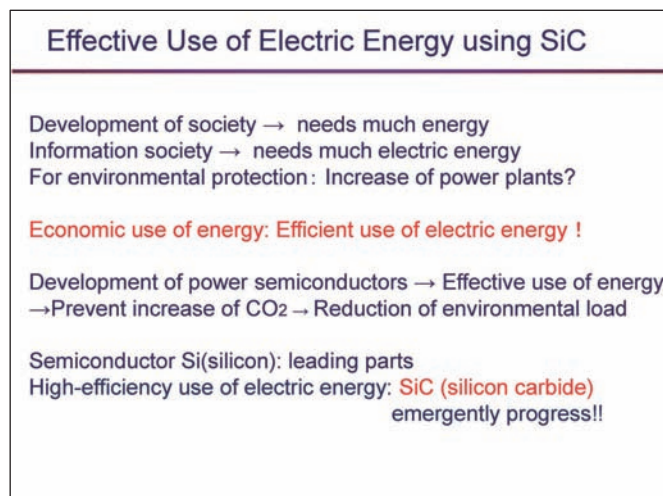 Effective Use of Electric Energy using SiC
Development of society → needs much energy
Information society → needs much electric energy
For environmental protection: Increase of power plants?
Economic use of energy: Efficient use of electric energy !
Development of power semiconductors → Effective use of energy
→Prevent increase of CO2 → Reduction of environmental load
Semiconductor Si(silicon): leading parts
High-efficiency use of electric energy: SiC (silicon carbide)
emergently progress!!